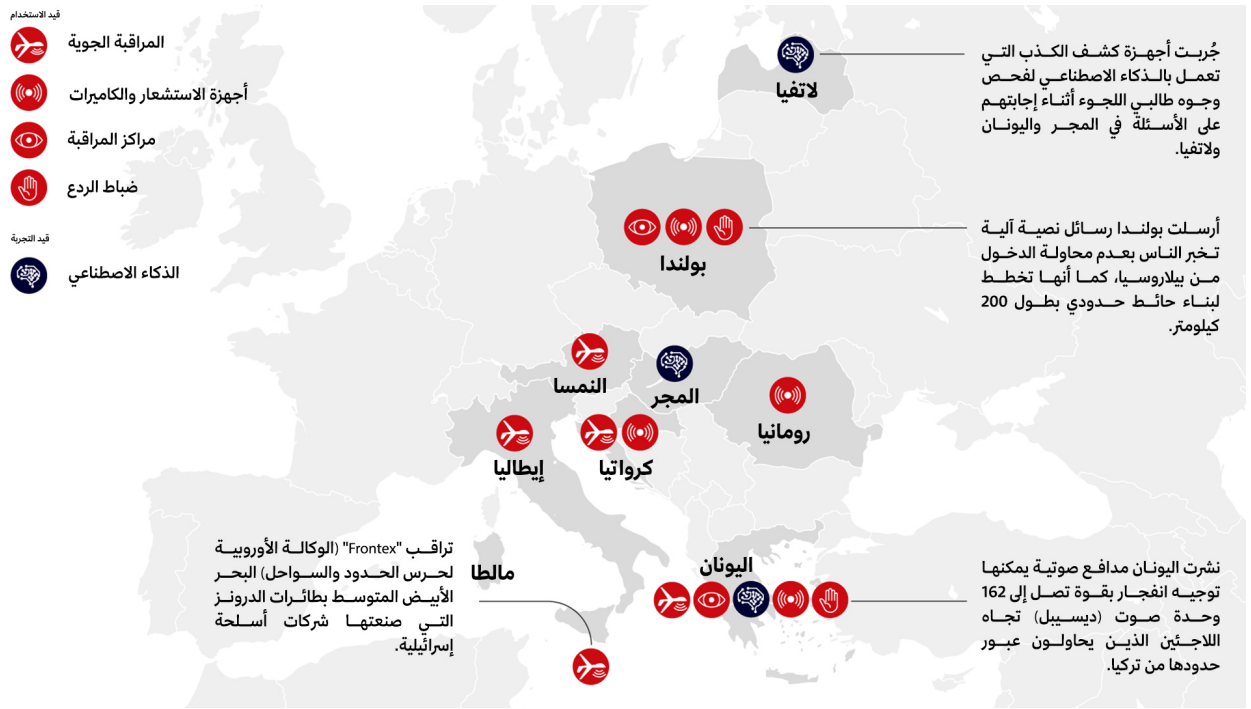 قيد الاستخدام
المراقبة الجوية
أجهزة الاستشعار والكاميرات
مراكز المراقبة
ضباط الردع
قيد التجربة
الذكاء الاصطناعي
جُربت أجهزة كشف الكذب التي
تعمل بالذكاء الاصطناعي لفحص
وجوه طالبي اللجوء أثناء إجابتهم
على الأسئلة في المجر واليونان
ولاتفيا.
لاتفيا
أرسلت بولندا رسائل نصية آلية
تخبر الناس بعدم محاولة الدخول
من بيلاروسيا، كما أنها تخطط
لبناء حائط حدودي بطول 200
كيلومتر.
بولندا
النمسا
المجر
رومانيا
إيطاليا
كرواتيا
تراقب "Frontex" (الوكالة الأوروبية
لحرس الحدود والسواحل) البحر
الأبيض المتوسط بطائرات الدرونز
التي صنعتها شركات أسلحة
إسرائيلية.
مالطا
اليونان
نشرت اليونان مدافع صوتية يمكنها
توجيه انفجار بقوة تصل إلى 162
وحدة صوت (ديسيبل) تجاه
اللاجئين الذين يحاولون عبور
حدودها من تركيا.